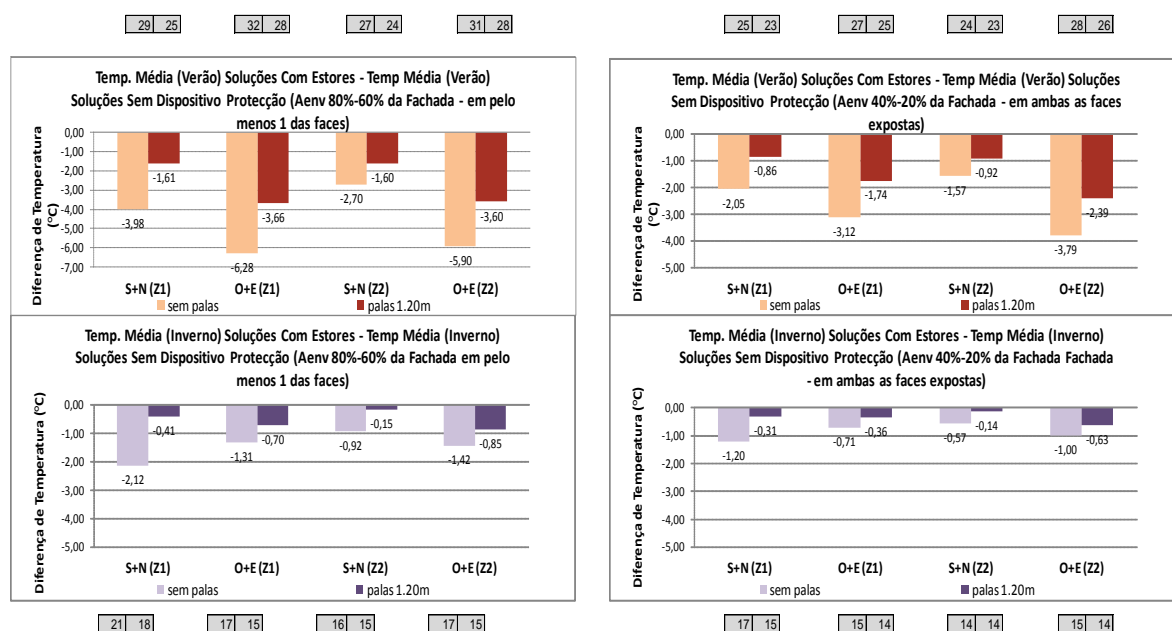 29 25 32 28 27 24 31 28
25 23 27 25 24 23 28 26
Temp. Média (Verão) Soluções Com Estores - Temp Média (Verão)
Soluções Sem Dispositivo Protecção (Aenv 80%-60% da Fachada - em pelo
menos 1 das faces)
Diferença de Temperatura
(°C)
0,00
-1,00
-2,00
-3,00
-4,00
-5,00
-6,00
-7,00
-3,98
-1,61
-6,28
-3,66
-2,70
-1,60
-5,90
-3,60
S+N (Z1) O+E (Z1) S+N (Z2) O+E (Z2)
sem palas palas 1.20m
Temp. Média (Verão) Soluções Com Estores - Temp Média (Verão) Soluções
Sem Dispositivo Protecção (Aenv 40%-20% da Fachada - em ambas as faces
expostas)
Diferença de Temperatura
(°C)
0,00
-1,00
-2,00
-3,00
-4,00
-5,00
-2,05
-0,86
-3,12
-1,74
-1,57
-0,92
-3,79
-2,39
S+N (Z1) O+E (Z1) S+N (Z2) O+E (Z2)
sem palas palas 1.20m
Temp. Média (Inverno) Soluções Com Estores - Temp Média (Inverno)
Soluções Sem Dispositivo Protecção (Aenv 80%-60% da Fachada em pelo
menos 1 das faces)
Diferença de Temperatura (°C)
0,00
-1,00
-2,00
-3,00
-4,00
-5,00
-2,12
-0,41
-1,31
-0,70
-0,92
-0,15
-1,42
-0,85
S+N (Z1) O+E (Z1) S+N (Z2) O+E (Z2)
sem palas palas 1.20m
Temp. Média (Inverno) Soluções Com Estores - Temp Média (Inverno)
Soluções Sem Dispositivo Protecção (Aenv 40%-20% da Fachada Fachada
- em ambas as faces expostas)
Diferença de Temperatura (°C)
0,00
-1,00
-2,00
-3,00
-4,00
-5,00
-1,20
-0,31
-0,71
-0,36
-0,57
-0,14
-1,00
-0,63
S+N (Z1) O+E (Z1) S+N (Z2) O+E (Z2)
sem palas palas 1.20m
21 18 17 15 16 15 17 15
17 15 15 14 14 14 15 14